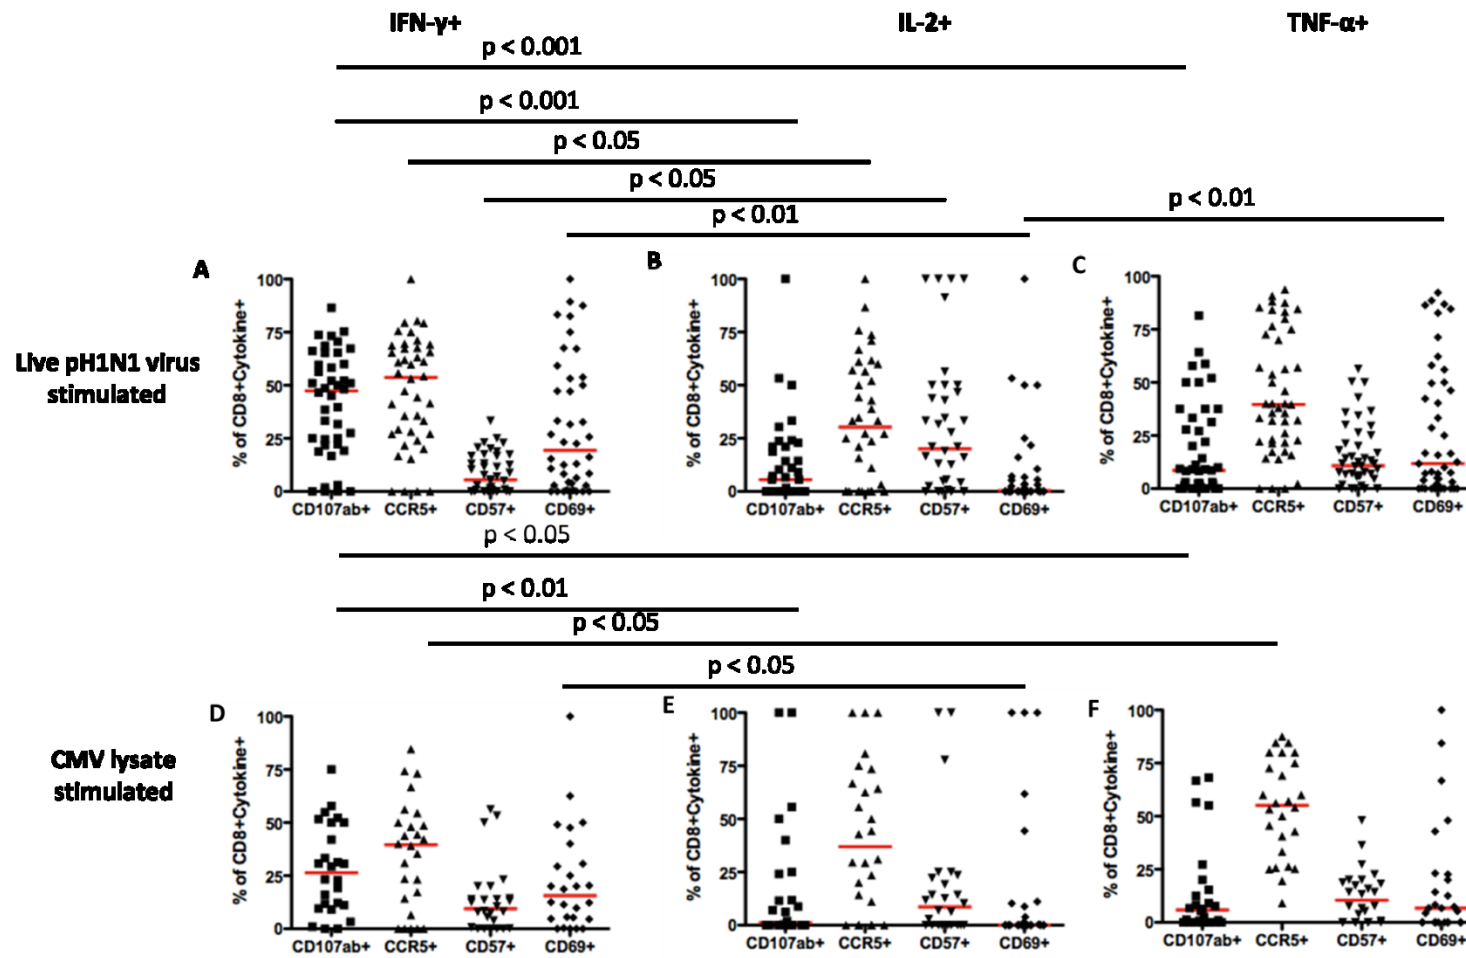 IFN-γ+ IL-2+ TNF-α+
p < 0.001
p < 0.001
p < 0.05
p < 0.05
p < 0.01
p < 0.01
A B C
Live pH1N1 virus
stimulated
% of CD8+Cytokine+
100
75
50
25
0
CD107ab+ CCR5+ CD57+ CD69+
% of CD8+Cytokine+
100
75
50
25
0
CD107ab+ CCR5+ CD57+ CD69+
% of CD8+Cytokine+
100
75
50
25
0
CD107ab+ CCR5+ CD57+ CD69+
p < 0.05
p < 0.01
p < 0.05
p < 0.05
D E F
CMV lysate
stimulated
% of CD8+Cytokine+
100
75
50
25
0
CD107ab+ CCR5+ CD57+ CD69+
% of CD8+Cytokine+
100
75
50
25
0
CD107ab+ CCR5+ CD57+ CD69+
% of CD8+Cytokine+
100
75
50
25
0
CD107ab+ CCR5+ CD57+ CD69+